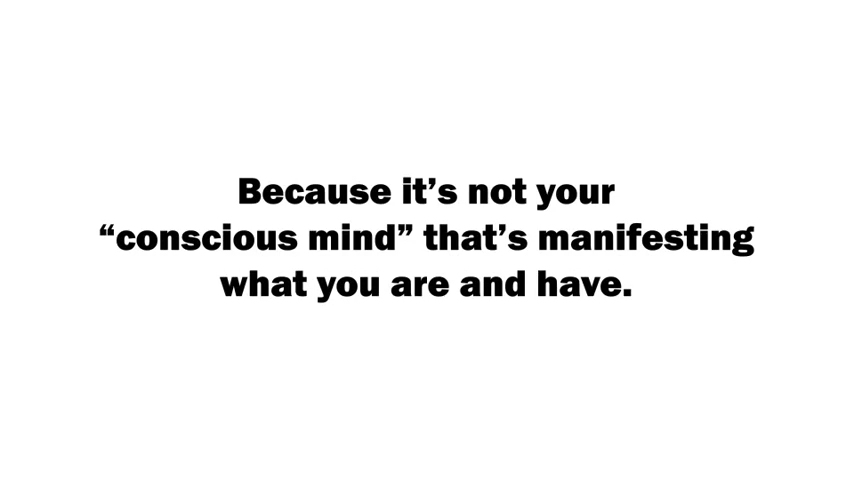 Because it’s not your
“conscious mind” that’s manifesting
what you are and have.